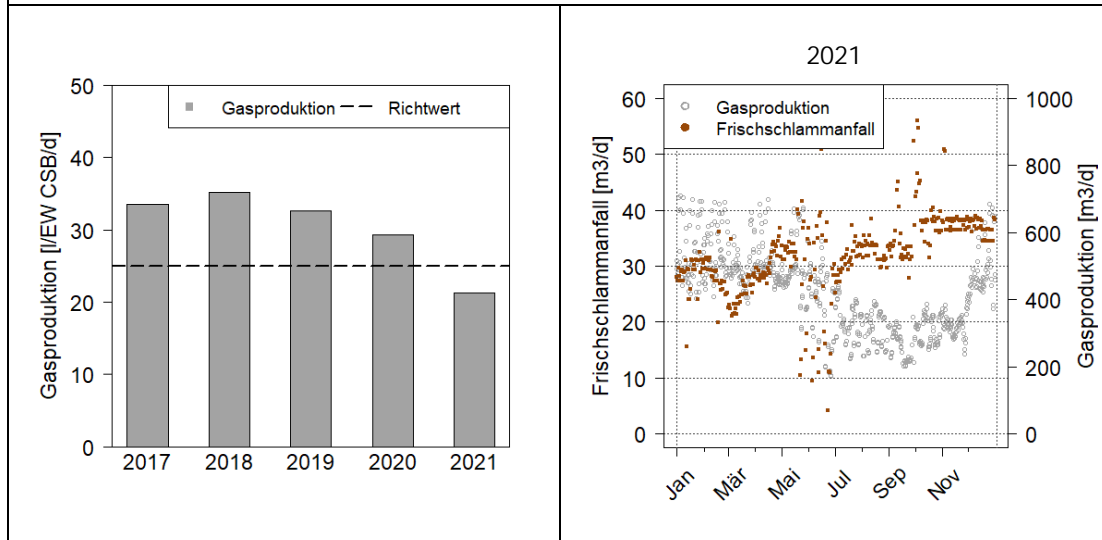 50
40
30
20
10
0
Gasproduktion [l/EW CSB/d]
Gasproduktion Richtwert
2017 2018 2019 2020 2021
2021
60
50
40
30
20
10
0
Frischschlammanfall [m3/d]
Gasproduktion
Frischschlammanfall
1000
800
600
400
200
0
Gasproduktion [m3/d]
Jan Mär Mai Jul Sep Nov